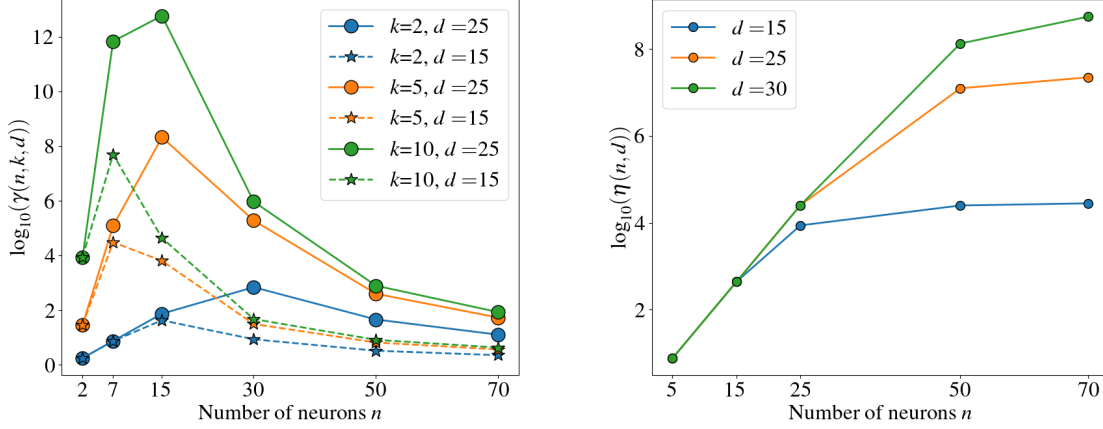 log₁₀(γ(n, k, d))
12
10
8
6
4
2
0
k=2, d =25
k=2, d =15
k=5, d =25
k=5, d =15
k=10, d =25
k=10, d =15
2 7 15 30 50 70
Number of neurons n
log₁₀(η(n, d))
8
6
4
2
d =15
d =25
d =30
5 15 25 50 70
Number of neurons n